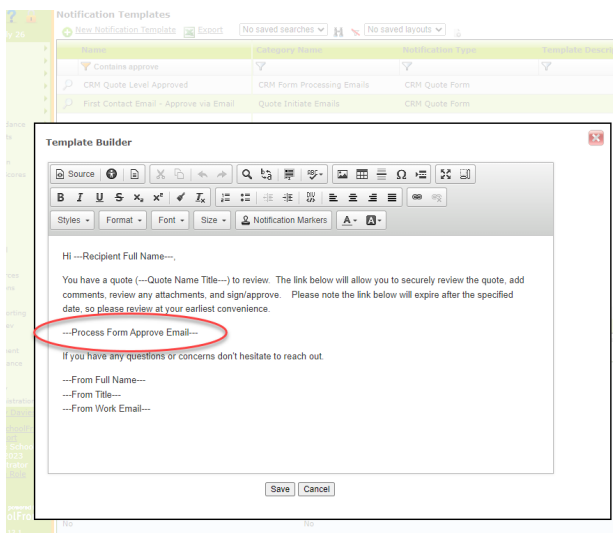 Notification Templates
New Notification Template Export No saved searches No saved layouts
Name Category Name Notification Type Template Descri
Contains approve
CRM Quote Level Approved CRM Form Processing Emails CRM Quote Form
First Contact Email - Approve via Email Quote Initiate Emails CRM Quote Form
Template Builder
Source
B I U S x₂ x² Ix
Styles Format Font Size Notification Markers A A
Hi ---Recipient Full Name---,
You have a quote (---Quote Name Title---) to review. The link below will allow you to securely review the quote, add
comments, review any attachments, and sign/approve. Please note the link below will expire after the specified
date, so please review at your earliest convenience.
---Process Form Approve Email---
If you have any questions or concerns don't hesitate to reach out.
---From Full Name---
---From Title---
---From Work Email---
Save Cancel
No No